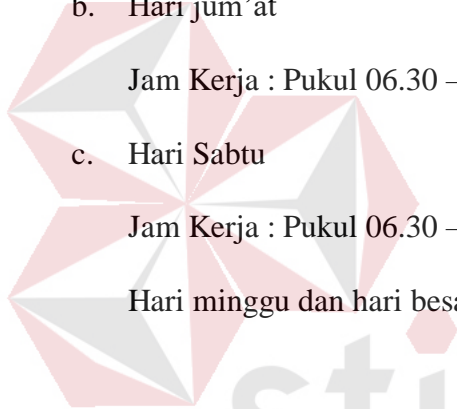 b. Hari jum’at
Jam Kerja : Pukul 06.30 –
c. Hari Sabtu
Jam Kerja : Pukul 06.30 –
Hari minggu dan hari
sti